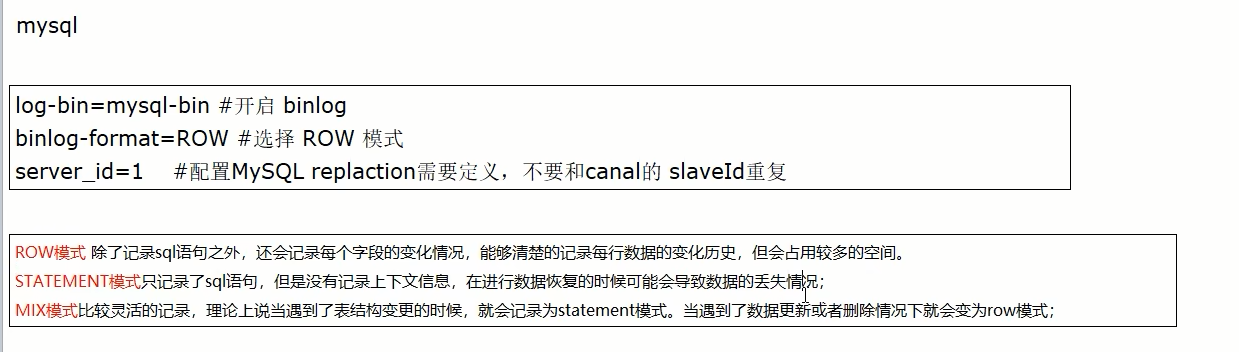 mysql
log-bin=mysql-bin #开启 binlog
binlog-format=ROW #选择 ROW 模式
server_id=1 #配置MySQL replaction需要定义，不要和canal的 slaveId重复
ROW模式 除了记录sql语句之外，还会记录每个字段的变化情况，能够清楚的记录每行数据的变化历史，但会占用较多的空间。
STATEMENT模式只记录了sql语句，但是没有记录上下文信息，在进行数据恢复的时候可能会导致数据的丢失情况；
MIX模式比较灵活的记录，理论上说当遇到了表结构变更的时候，就会记录为statement模式。当遇到了数据更新或者删除情况下就会变为row模式；